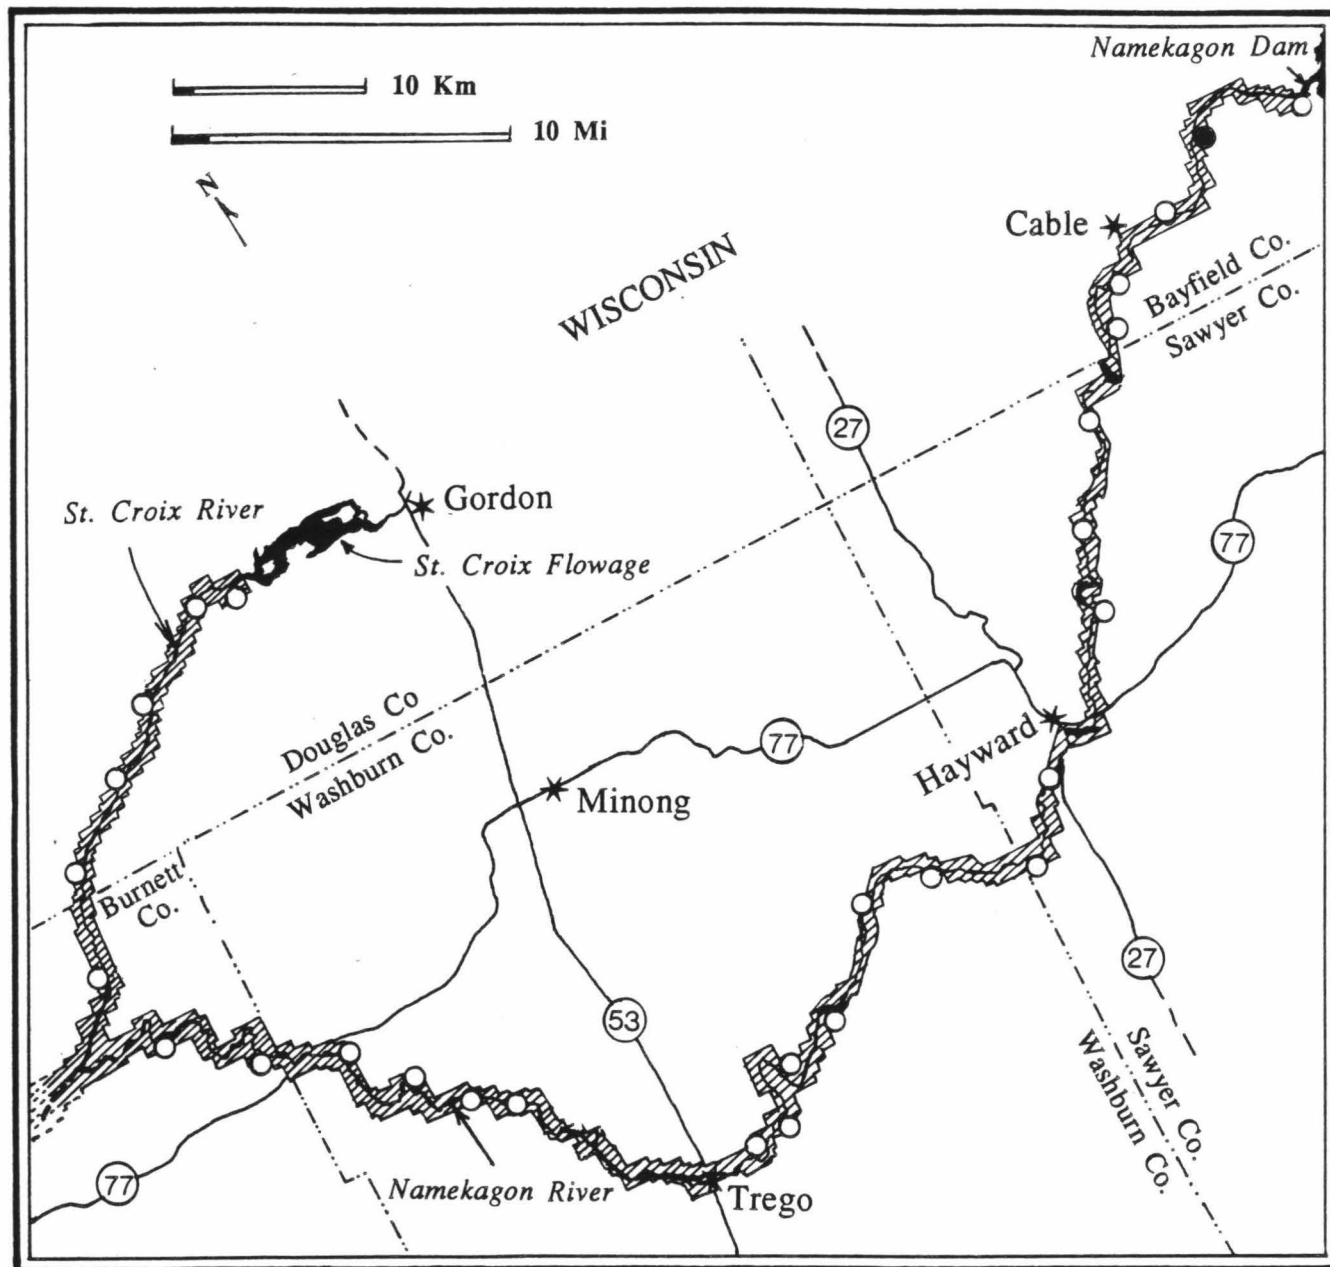 Namekagon Dam
10 Km
10 Mi
N
Cable
WISCONSIN
Bayfield Co.
Sawyer Co.
27
Gordon
St. Croix River
St. Croix Flowage
77
Douglas Co
Washburn Co.
77
Hayward
Minong
Burnett
Co.
27
53
Sawyer Co.
Washburn Co.
77
Namekagon River
Trego